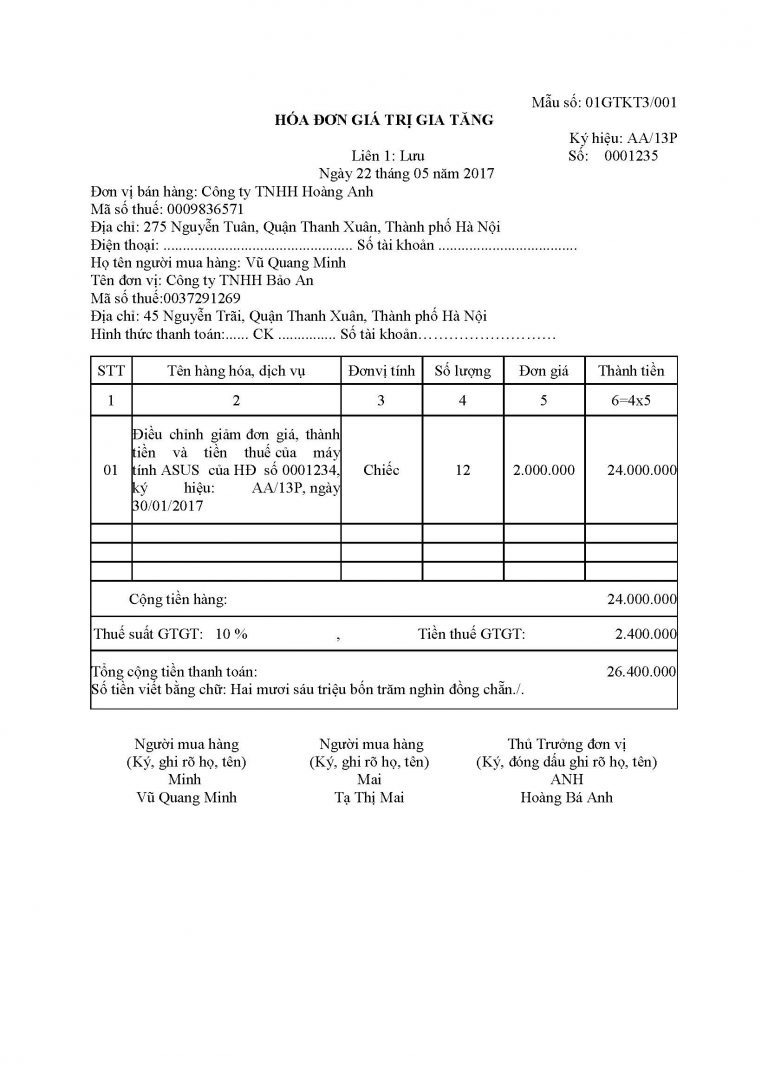 Mẫu số: 01GTKT3/001
HÓA ĐƠN GIÁ TRỊ GIA TĂNG
Ký hiệu: AA/13P
Liên 1: Lưu Số: 0001235
Ngày 22 tháng 05 năm 2017
Đơn vị bán hàng: Công ty TNHH Hoàng Anh
Mã số thuế: 0009836571
Địa chỉ: 275 Nguyễn Tuân, Quận Thanh Xuân, Thành phố Hà Nội
Điện thoại: ................................................. Số tài khoản ....................................
Họ tên người mua hàng: Vũ Quang Minh
Tên đơn vị: Công ty TNHH Bảo An
Mã số thuế:0037291269
Địa chỉ: 45 Nguyễn Trãi, Quận Thanh Xuân, Thành phố Hà Nội
Hình thức thanh toán:...... CK ............... Số tài khoản………………………
STT Tên hàng hóa, dịch vụ Đơnvị tính Số lượng Đơn giá Thành tiền
1 2 3 4 5 6=4x5
Điều chỉnh giảm đơn giá, thành
tiền và tiền thuế của máy
01 tính ASUS của HĐ số 0001234, Chiếc 12 2.000.000 24.000.000
ký hiệu: AA/13P, ngày
30/01/2017
Cộng tiền hàng: 24.000.000
Thuế suất GTGT: 10 % , Tiền thuế GTGT: 2.400.000
Tổng cộng tiền thanh toán: 26.400.000
Số tiền viết bằng chữ: Hai mươi sáu triệu bốn trăm nghìn đồng chẵn./.
Người mua hàng Người mua hàng Thủ Trưởng đơn vị
(Ký, ghi rõ họ, tên) (Ký, ghi rõ họ, tên) (Ký, đóng dấu ghi rõ họ, tên)
Minh Mai ANH
Vũ Quang Minh Tạ Thị Mai Hoàng Bá Anh